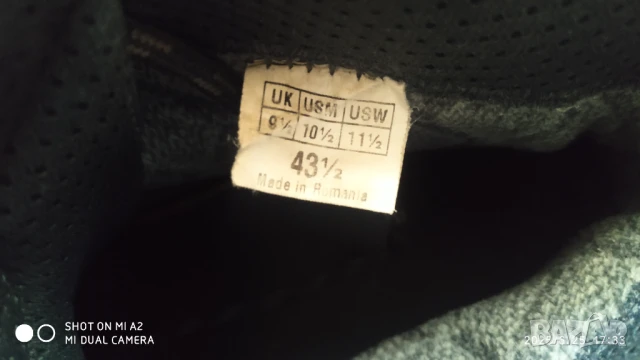 UK USM USW
9½ 10½ 11½
43½
Made in Romania
SHOT ON MI A2
MI DUAL CAMERA